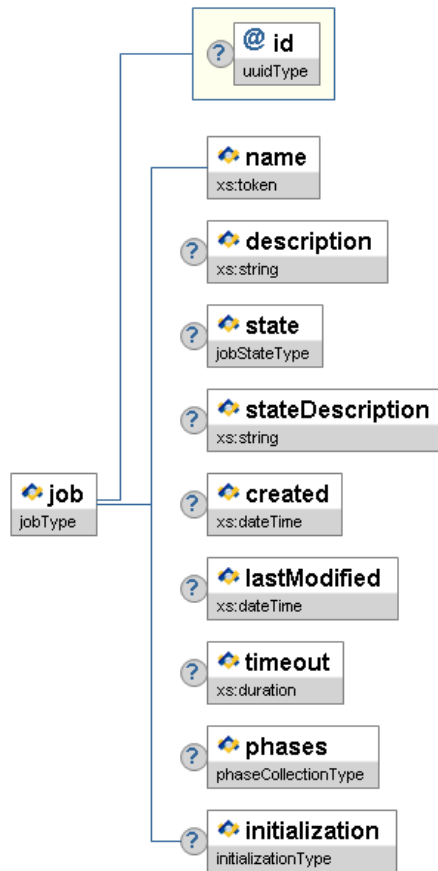 ? @ id
uuidType
name
xs:token
? description
xs:string
? state
jobStateType
? stateDescription
xs:string
job
jobType
? created
xs:dateTime
? lastModified
xs:dateTime
? timeout
xs:duration
? phases
phaseCollectionType
? initialization
initializationType